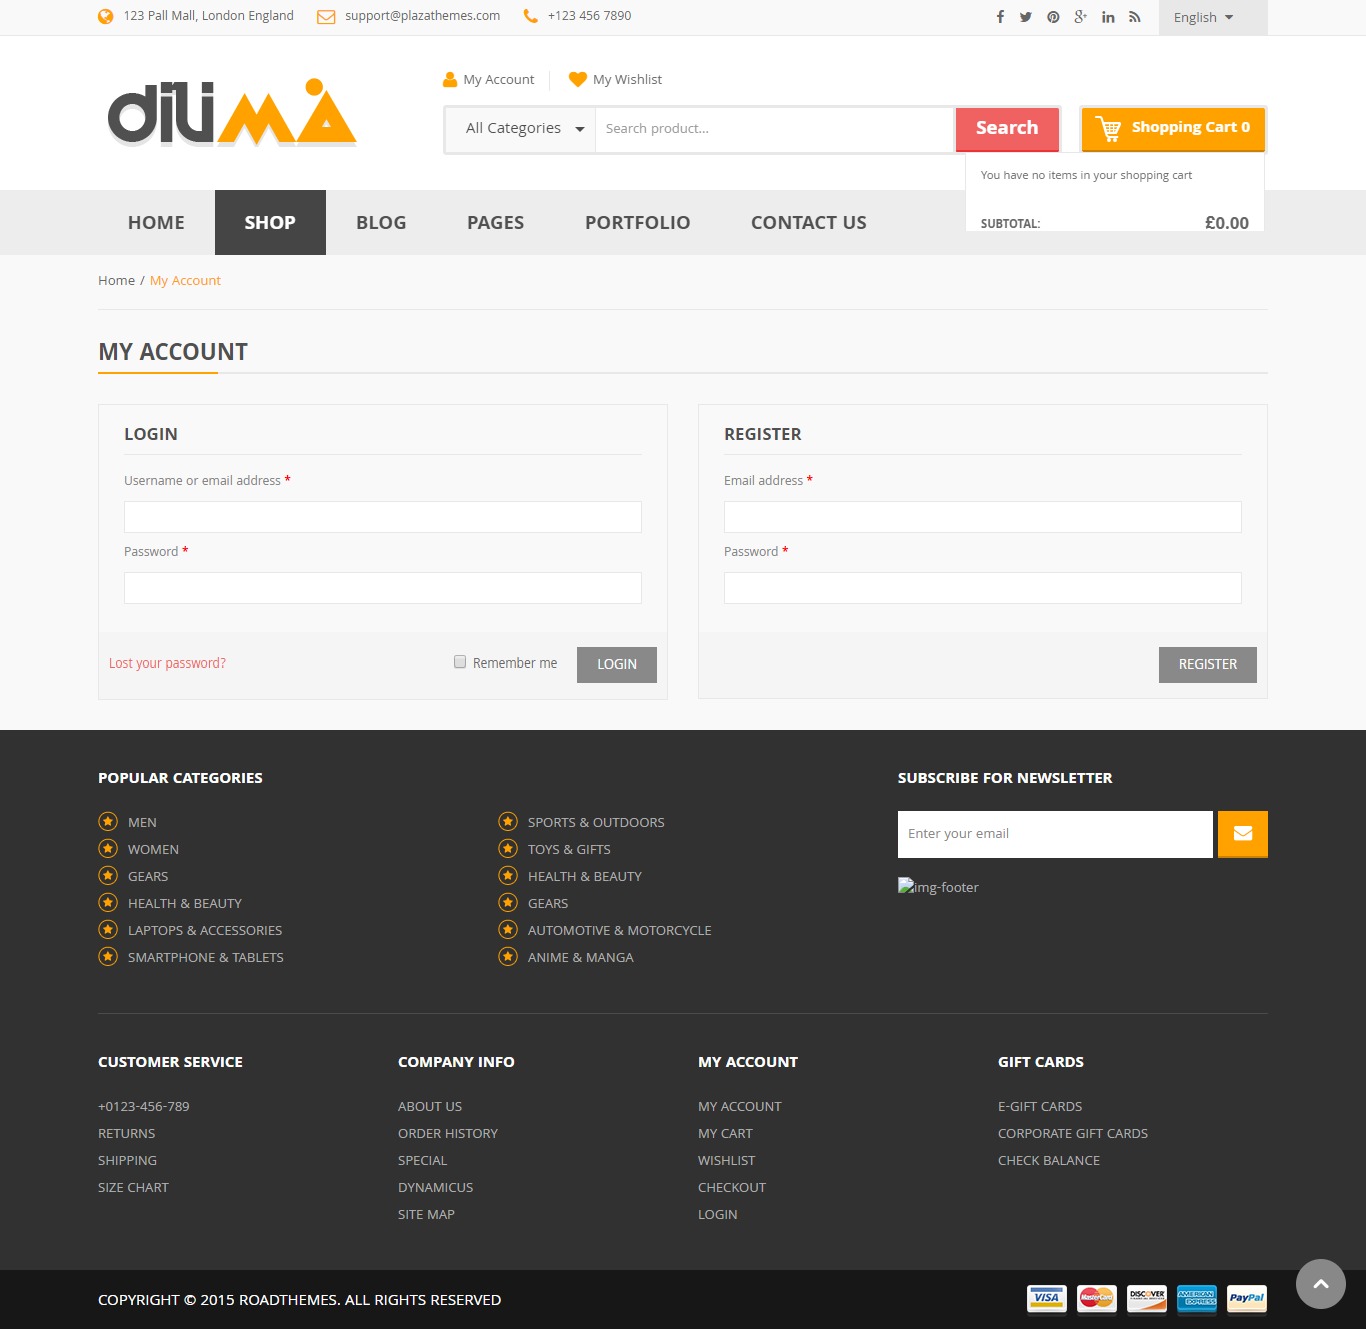 123 Pall Mall, London England support@plazathemes.com +123 456 7890 English
dilima
My Account My Wishlist
All Categories Search product... Search Shopping Cart 0
You have no items in your shopping cart
SUBTOTAL: £0.00
HOME SHOP BLOG PAGES PORTFOLIO CONTACT US
Home / My Account
MY ACCOUNT
LOGIN
Username or email address *
Password *
Lost your password? Remember me LOGIN
REGISTER
Email address *
Password *
REGISTER
POPULAR CATEGORIES
MEN
WOMEN
GEARS
HEALTH & BEAUTY
LAPTOPS & ACCESSORIES
SMARTPHONE & TABLETS
SPORTS & OUTDOORS
TOYS & GIFTS
HEALTH & BEAUTY
GEARS
AUTOMOTIVE & MOTORCYCLE
ANIME & MANGA
SUBSCRIBE FOR NEWSLETTER
Enter your email
img-footer
CUSTOMER SERVICE
+0123-456-789
RETURNS
SHIPPING
SIZE CHART
COMPANY INFO
ABOUT US
ORDER HISTORY
SPECIAL
DYNAMICUS
SITE MAP
MY ACCOUNT
MY ACCOUNT
MY CART
WISHLIST
CHECKOUT
LOGIN
GIFT CARDS
E-GIFT CARDS
CORPORATE GIFT CARDS
CHECK BALANCE
COPYRIGHT © 2015 ROADTHEMES. ALL RIGHTS RESERVED
VISA MasterCard DISCOVER AMERICAN EXPRESS PayPal